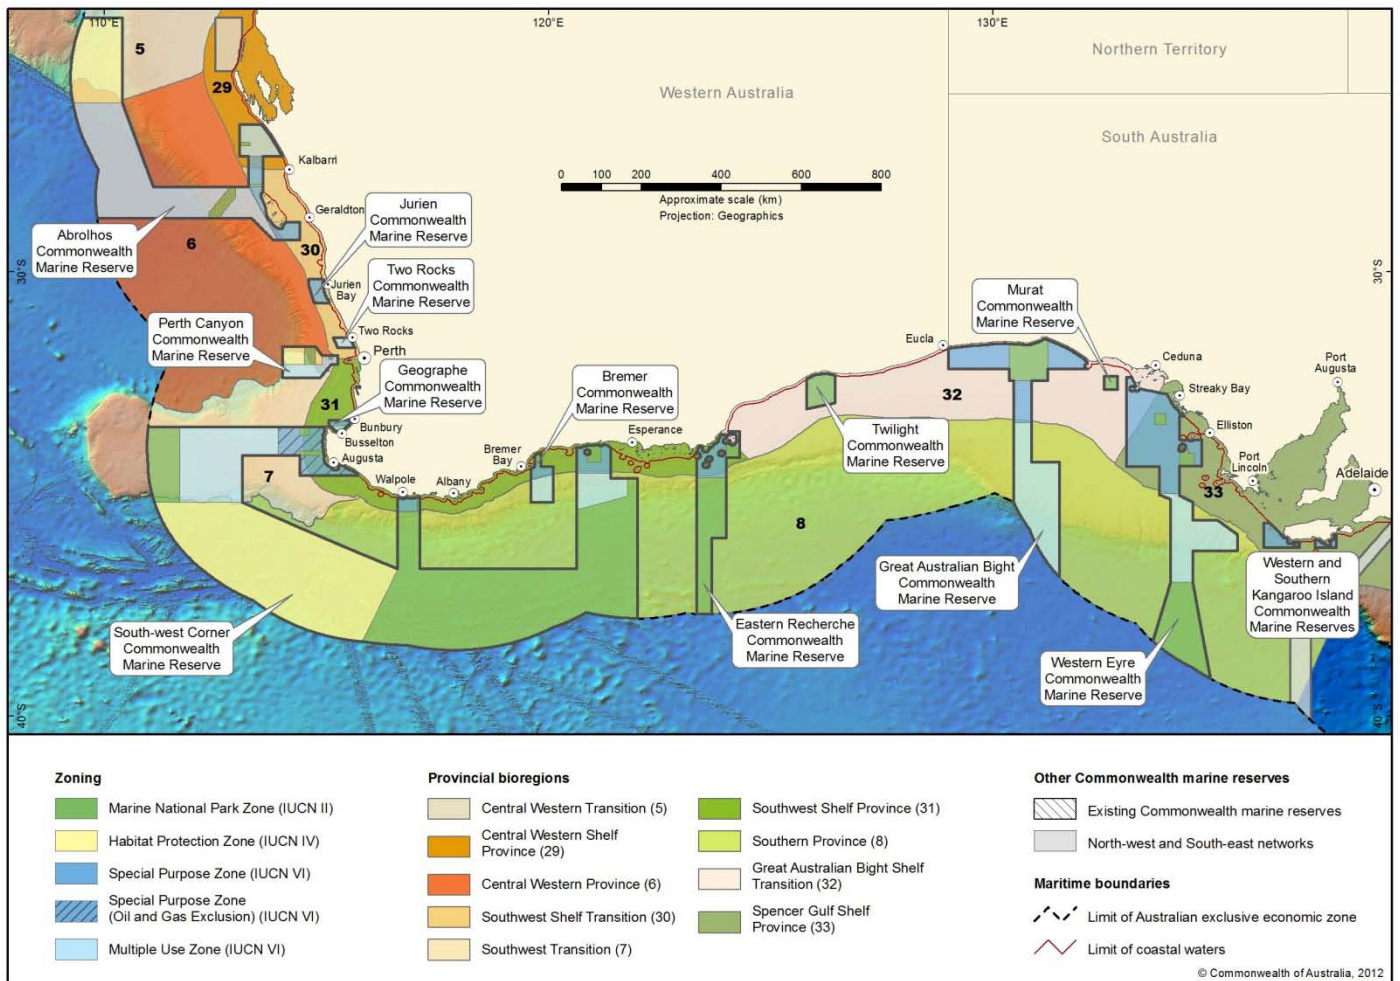 110°E
120°E
130°E
Northern Territory
Western Australia
South Australia
5
29
Kalbarri
0 100 200 400 600 800
Approximate scale (km)
Projection: Geographics
Jurien
Commonwealth
Marine Reserve
Geraldton
Abrolhos
Commonwealth
Marine Reserve
6
30
30°S
30°S
Two Rocks
Commonwealth
Marine Reserve
Jurien
Bay
Murat
Commonwealth
Marine Reserve
Perth Canyon
Commonwealth
Marine Reserve
Two Rocks
Perth
Eucla
Ceduna
Port
Augusta
Geographe
Commonwealth
Marine Reserve
Bremer
Commonwealth
Marine Reserve
Streaky Bay
31
32
Bunbury
Busselton
Augusta
Esperance
Twilight
Commonwealth
Marine Reserve
Elliston
Bremer
Bay
7
Walpole
Albany
Port
Lincoln
Adelaide
33
8
Great Australian Bight
Commonwealth
Marine Reserve
Western and
Southern
Kangaroo Island
Commonwealth
Marine Reserves
South-west Corner
Commonwealth
Marine Reserve
Eastern Recherche
Commonwealth
Marine Reserve
Western Eyre
Commonwealth
Marine Reserve
40°S
40°S
Zoning
Marine National Park Zone (IUCN II)
Habitat Protection Zone (IUCN IV)
Special Purpose Zone (IUCN VI)
Special Purpose Zone
(Oil and Gas Exclusion) (IUCN VI)
Multiple Use Zone (IUCN VI)
Provincial bioregions
Central Western Transition (5)
Central Western Shelf
Province (29)
Central Western Province (6)
Southwest Shelf Transition (30)
Southwest Transition (7)
Southwest Shelf Province (31)
Southern Province (8)
Great Australian Bight Shelf
Transition (32)
Spencer Gulf Shelf
Province (33)
Other Commonwealth marine reserves
Existing Commonwealth marine reserves
North-west and South-east networks
Maritime boundaries
Limit of Australian exclusive economic zone
Limit of coastal waters
© Commonwealth of Australia, 2012